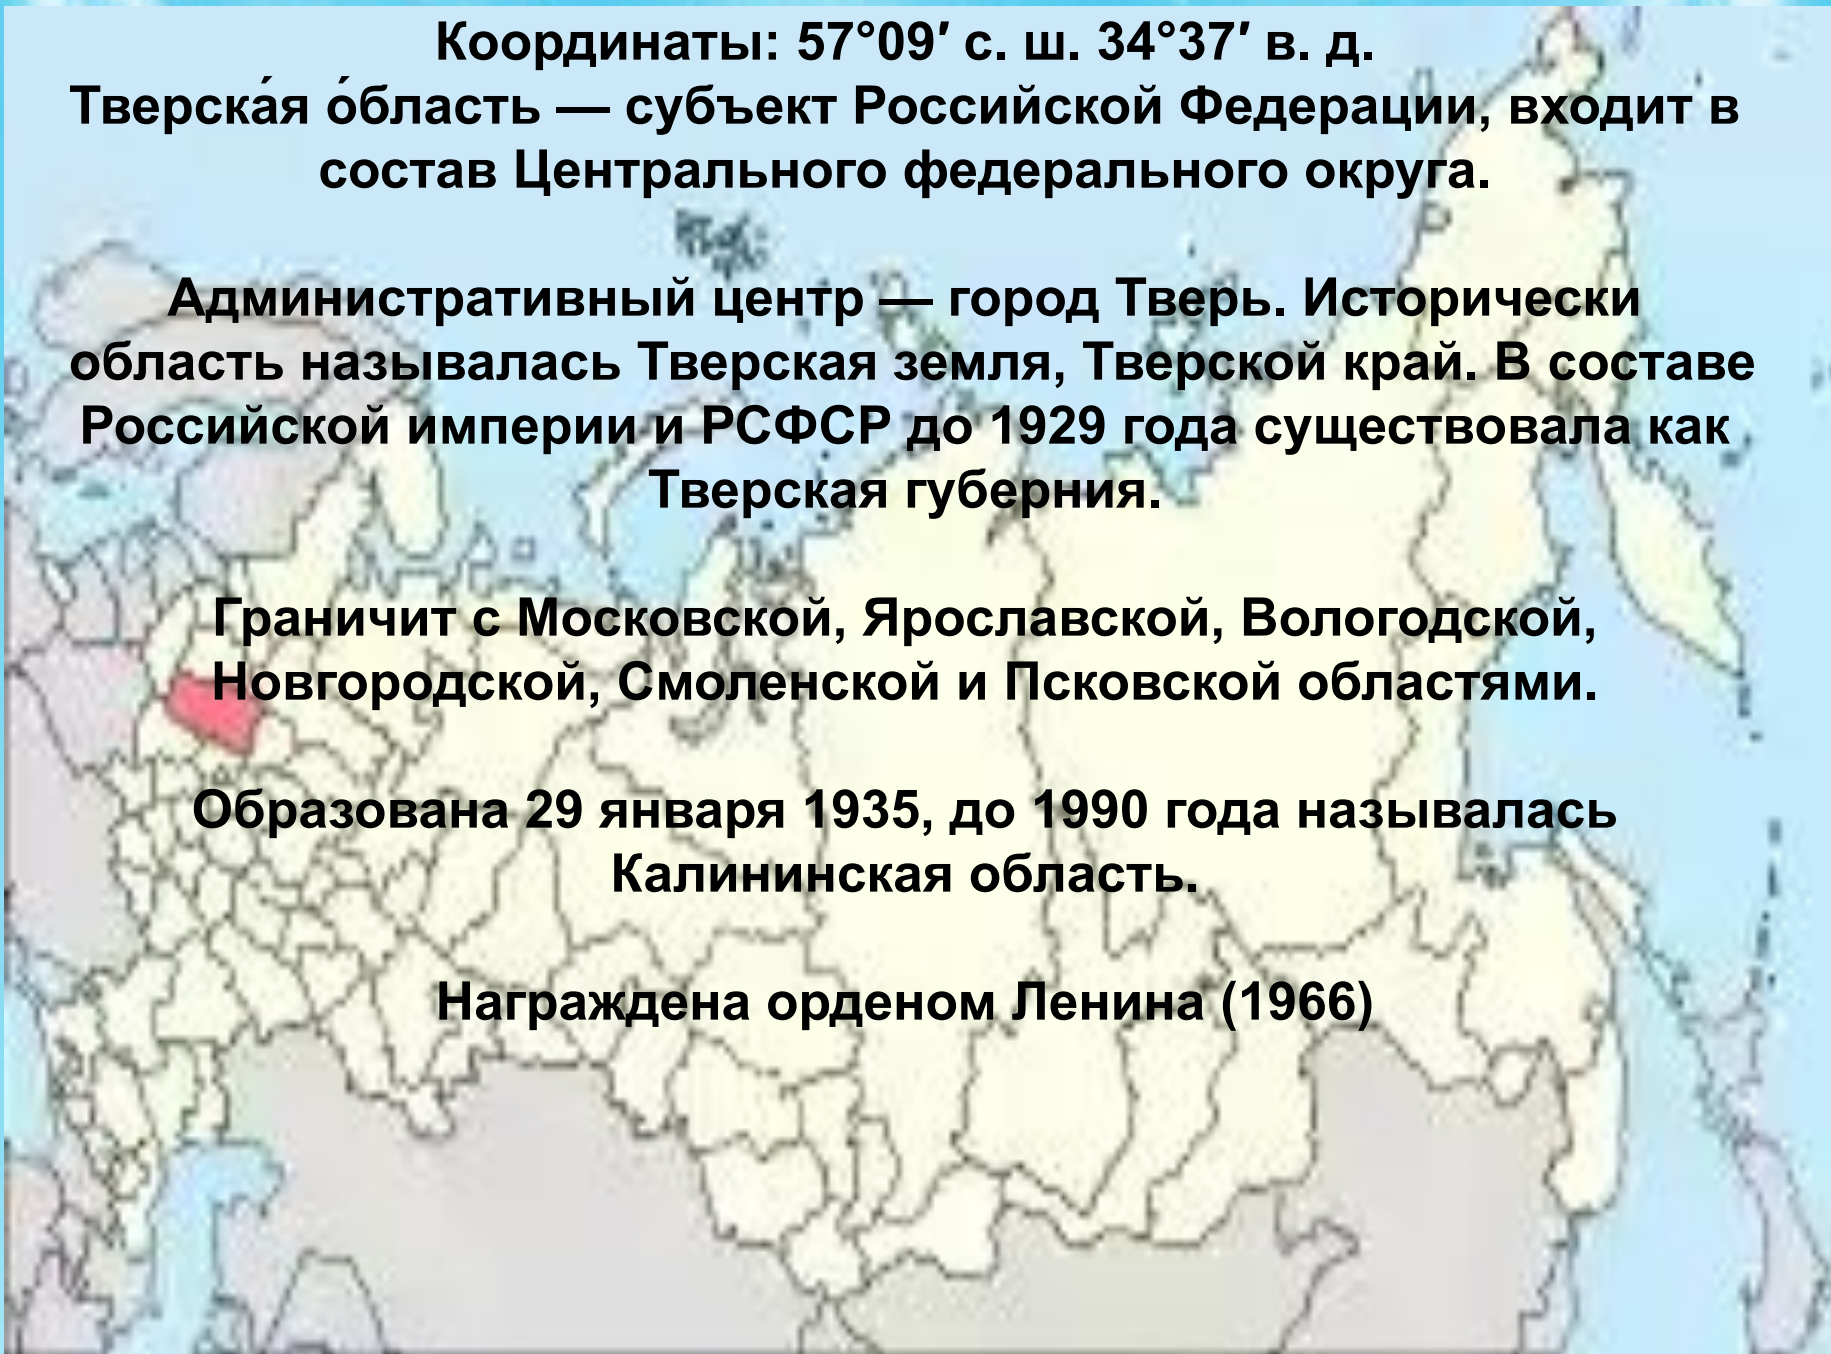 Координаты: 57°09′ с. ш. 34°37′ в. д.
Тверска́я о́бласть — субъект Российской Федерации, входит в
состав Центрального федерального округа.
Административный центр — город Тверь. Исторически
область называлась Тверская земля, Тверской край. В составе
Российской империи и РСФСР до 1929 года существовала как
Тверская губерния.
Граничит с Московской, Ярославской, Вологодской,
Новгородской, Смоленской и Псковской областями.
Образована 29 января 1935, до 1990 года называлась
Калининская область.
Награждена орденом Ленина (1966)